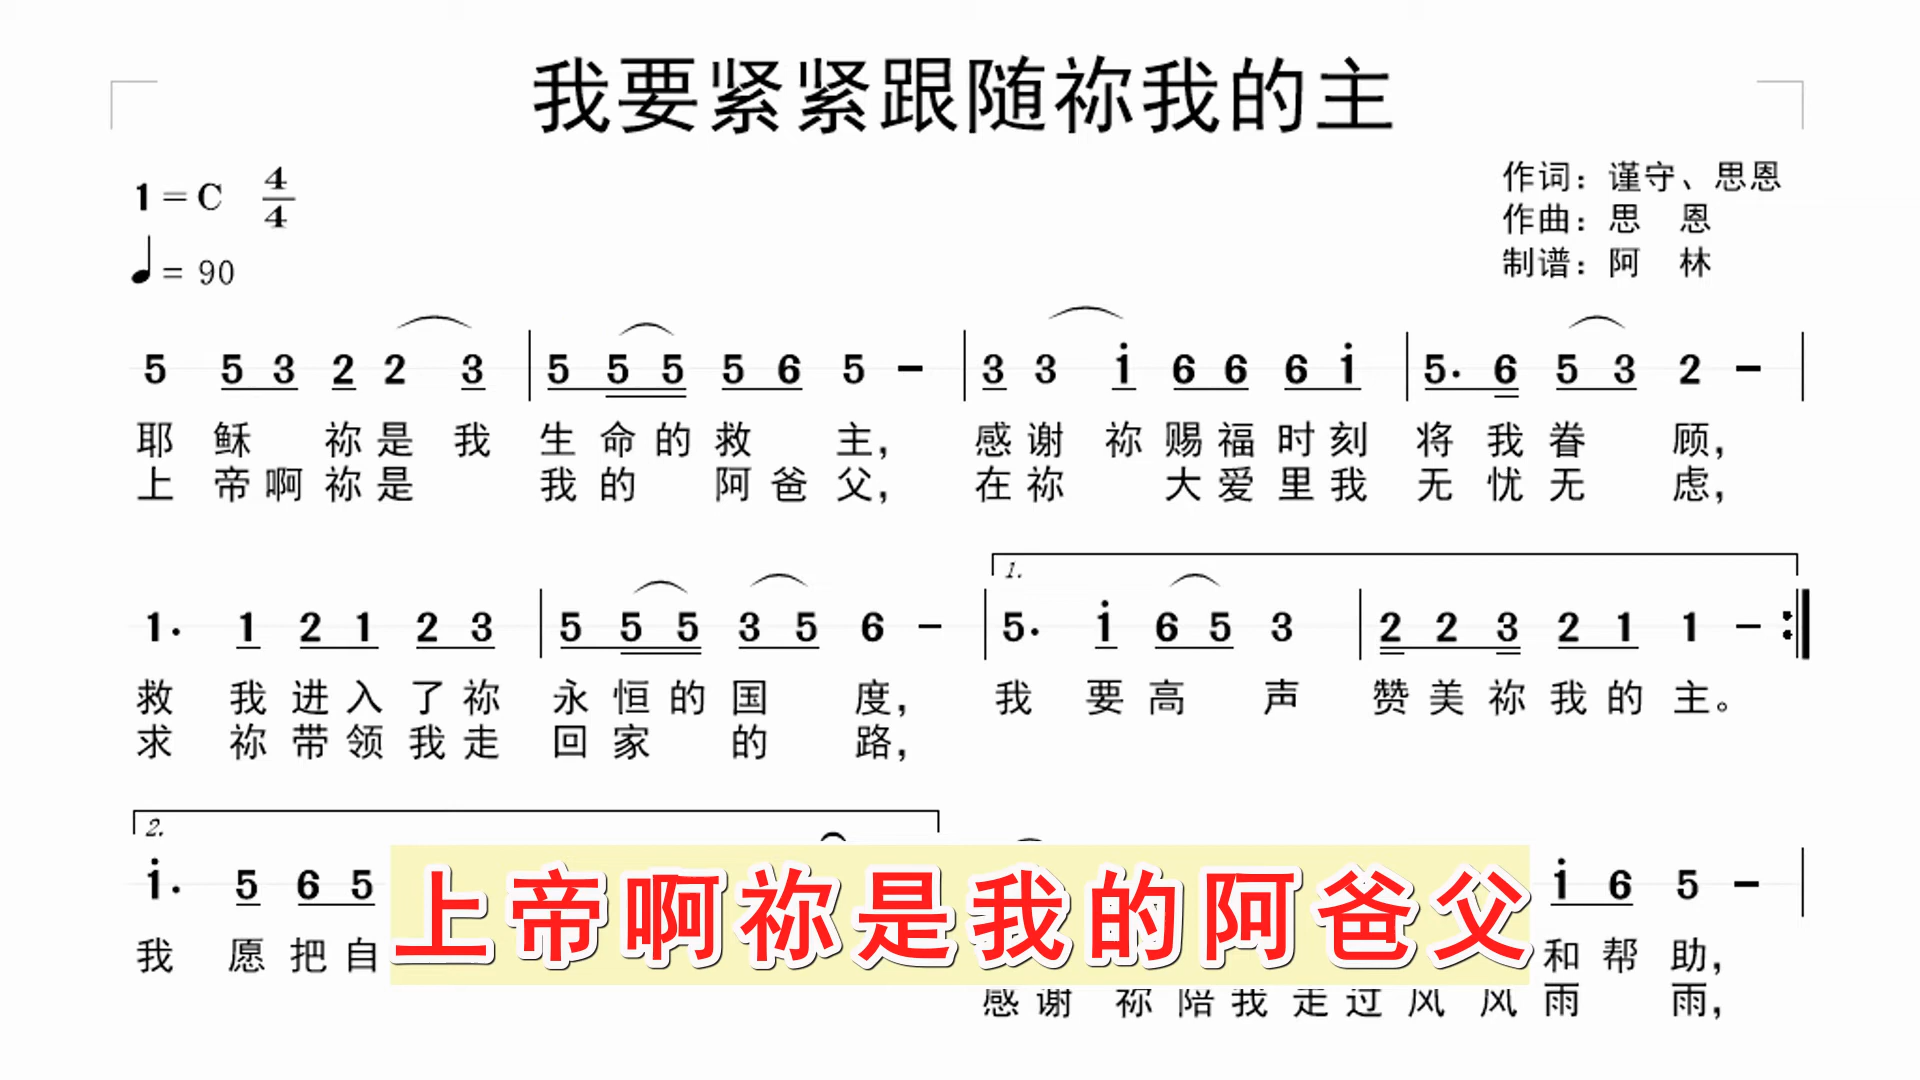 我要紧紧跟随祢我的主
1=C 4/4
♩= 90
作词：谨守、思恩
作曲：思 恩
制谱：阿 林
5 5 3 2 2 3 | 5 5 5 5 6 5 – | 3 3 i 6 6 6 i | 5. 6 5 3 2 – |
耶 稣 祢 是 我 生 命 的 救 主， 感 谢 祢 赐 福 时 刻 将 我 眷 顾，
上 帝 啊 祢 是 我 的 阿 爸 父， 在 祢 大 爱 里 我 无 忧 无 虑，
1.
1. 1 2 1 2 3 | 5 5 5 3 5 6 – | 5. i 6 5 3 | 2 2 3 2 1 1 – :|
救 我 进 入 了 祢 永 恒 的 国 度， 我 要 高 声 赞 美 祢 我 的 主。
求 祢 带 领 我 走 回 家 的 路，
2.
i. 5 6 5 i 6 5 – |
上帝啊祢是我的阿爸父
我 愿 把 自 和 帮 助，
感 谢 祢 陪 我 走 过 风 风 雨 雨，